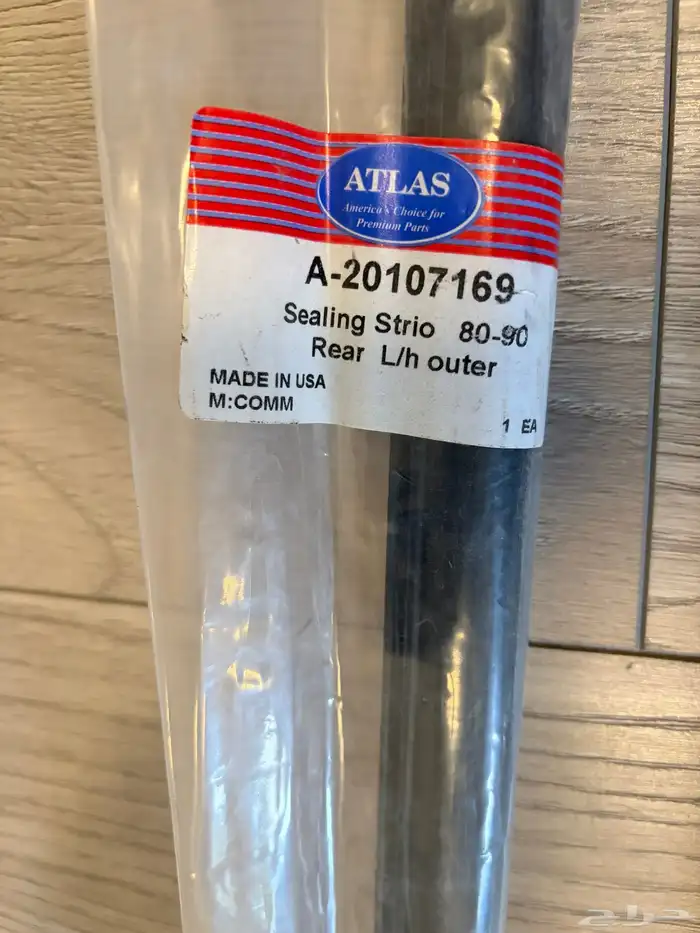 ATLAS
America's Choice for
Premium Parts
A-20107169
Sealing Strio 80-90
Rear L/h outer
MADE IN USA
M:COMM
1 EA
حراج